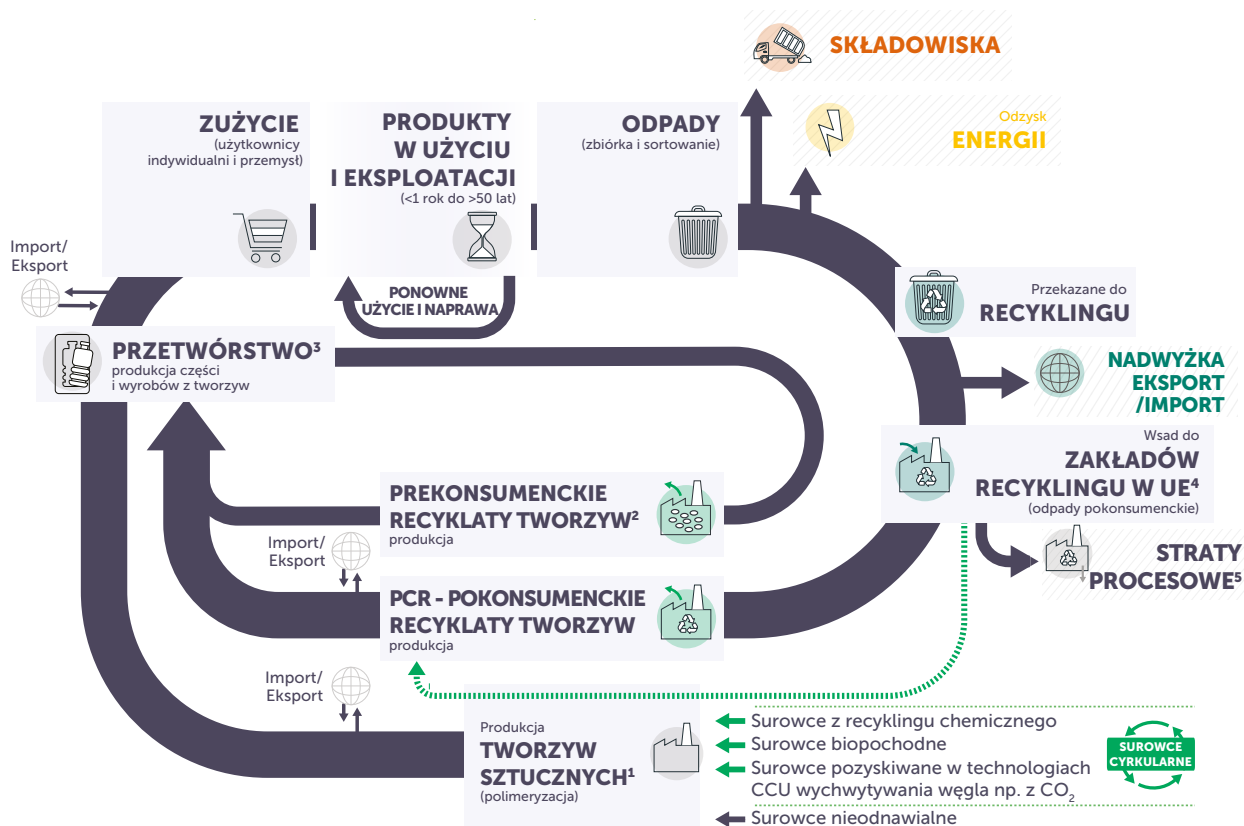 SKŁADOWISKA
Odzysk
ENERGII
ZUŻYCIE
(użytkownicy
indywidualni i przemysł)
PRODUKTY
W UŻYCIU
I EKSPLOATACJI
(<1 rok do >50 lat)
ODPADY
(zbiórka i sortowanie)
Import/
Eksport
PONOWNE
UŻYCIE I NAPRAWA
Przekazane do
RECYKLINGU
PRZETWÓRSTWO³
produkcja części
i wyrobów z tworzyw
NADWYŻKA
EKSPORT
/IMPORT
Wsad do
ZAKŁADÓW
RECYKLINGU W UE⁴
(odpady pokonsumenckie)
PREKONSUMENCKIE
RECYKLATY TWORZYW²
produkcja
Import/
Eksport
STRATY
PROCESOWE⁵
PCR - POKONSUMENCKIE
RECYKLATY TWORZYW
produkcja
Import/
Eksport
Produkcja
TWORZYW
SZTUCZNYCH¹
(polimeryzacja)
Surowce z recyklingu chemicznego
Surowce biopochodne
Surowce pozyskiwane w technologiach
CCU wychwytywania węgla np. z CO₂
SUROWCE
CYRKULARNE
Surowce nieodnawialne